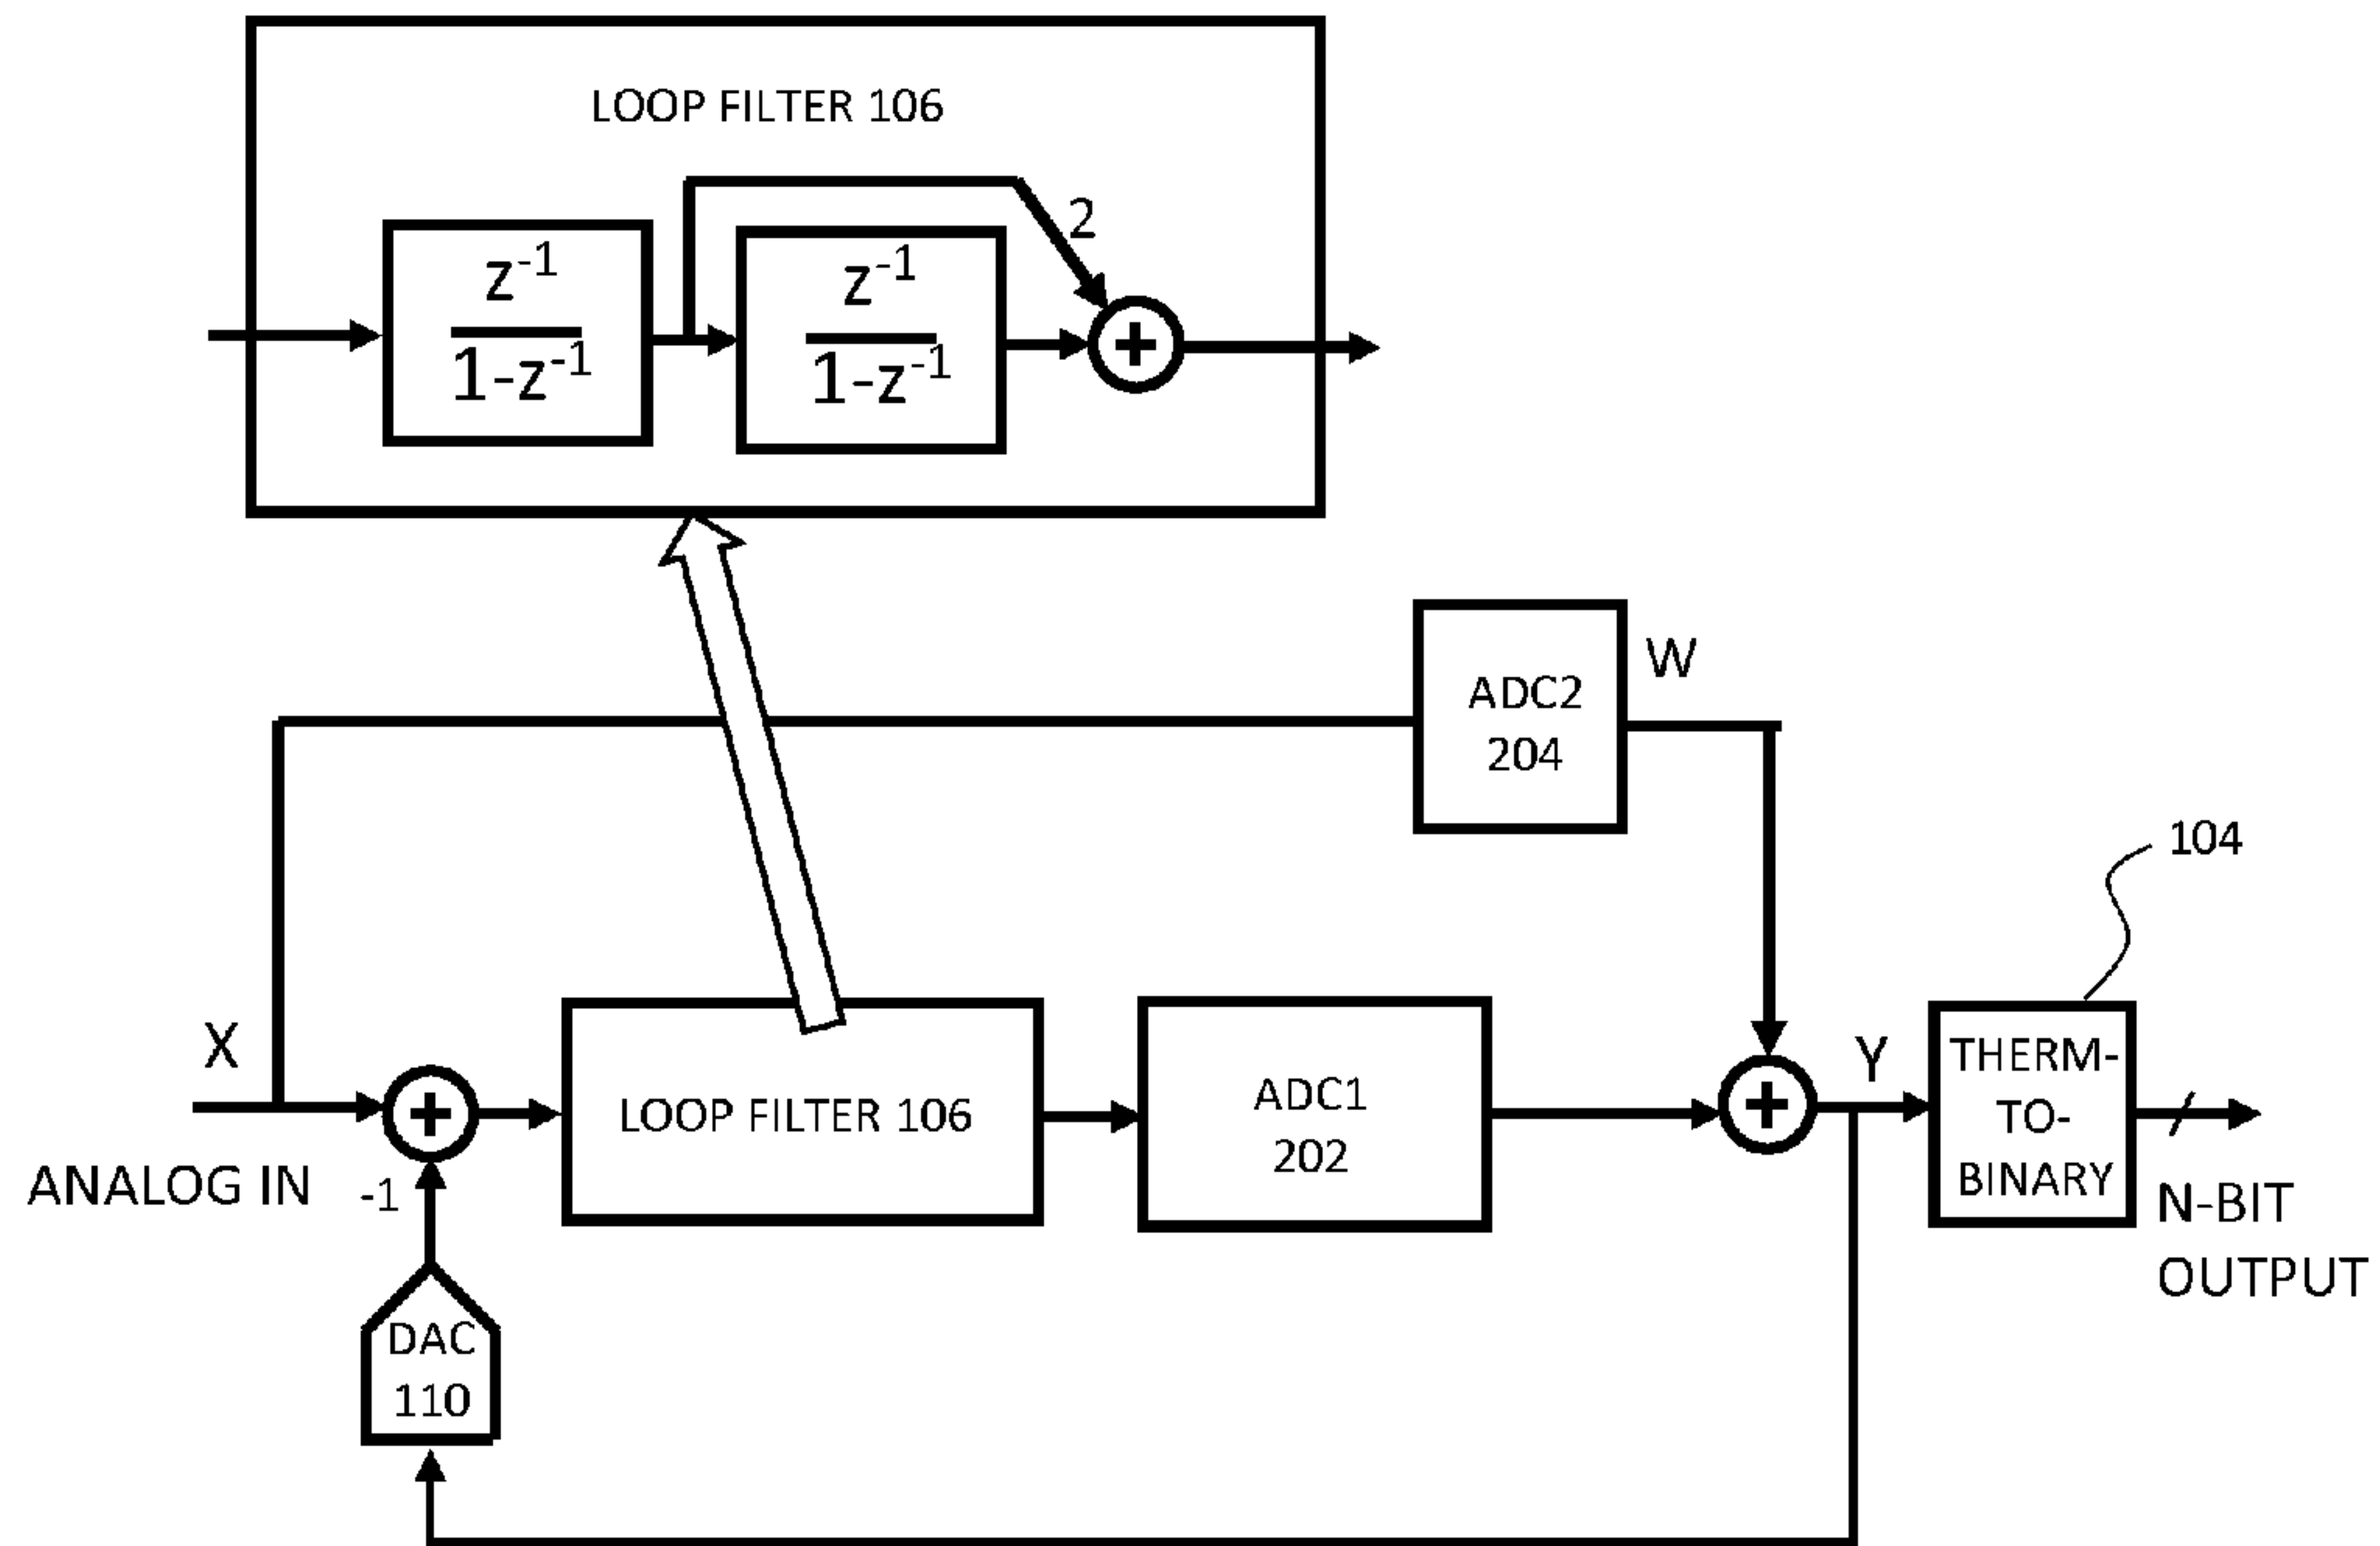 LOOP FILTER 106
2
z-1
1-z-1
z-1
1-z-1
+
ADC2
204
W
104
X
+
ANALOG IN
-1
LOOP FILTER 106
ADC1
202
+
Y
THERM-
TO-
BINARY
N-BIT
OUTPUT
DAC
110